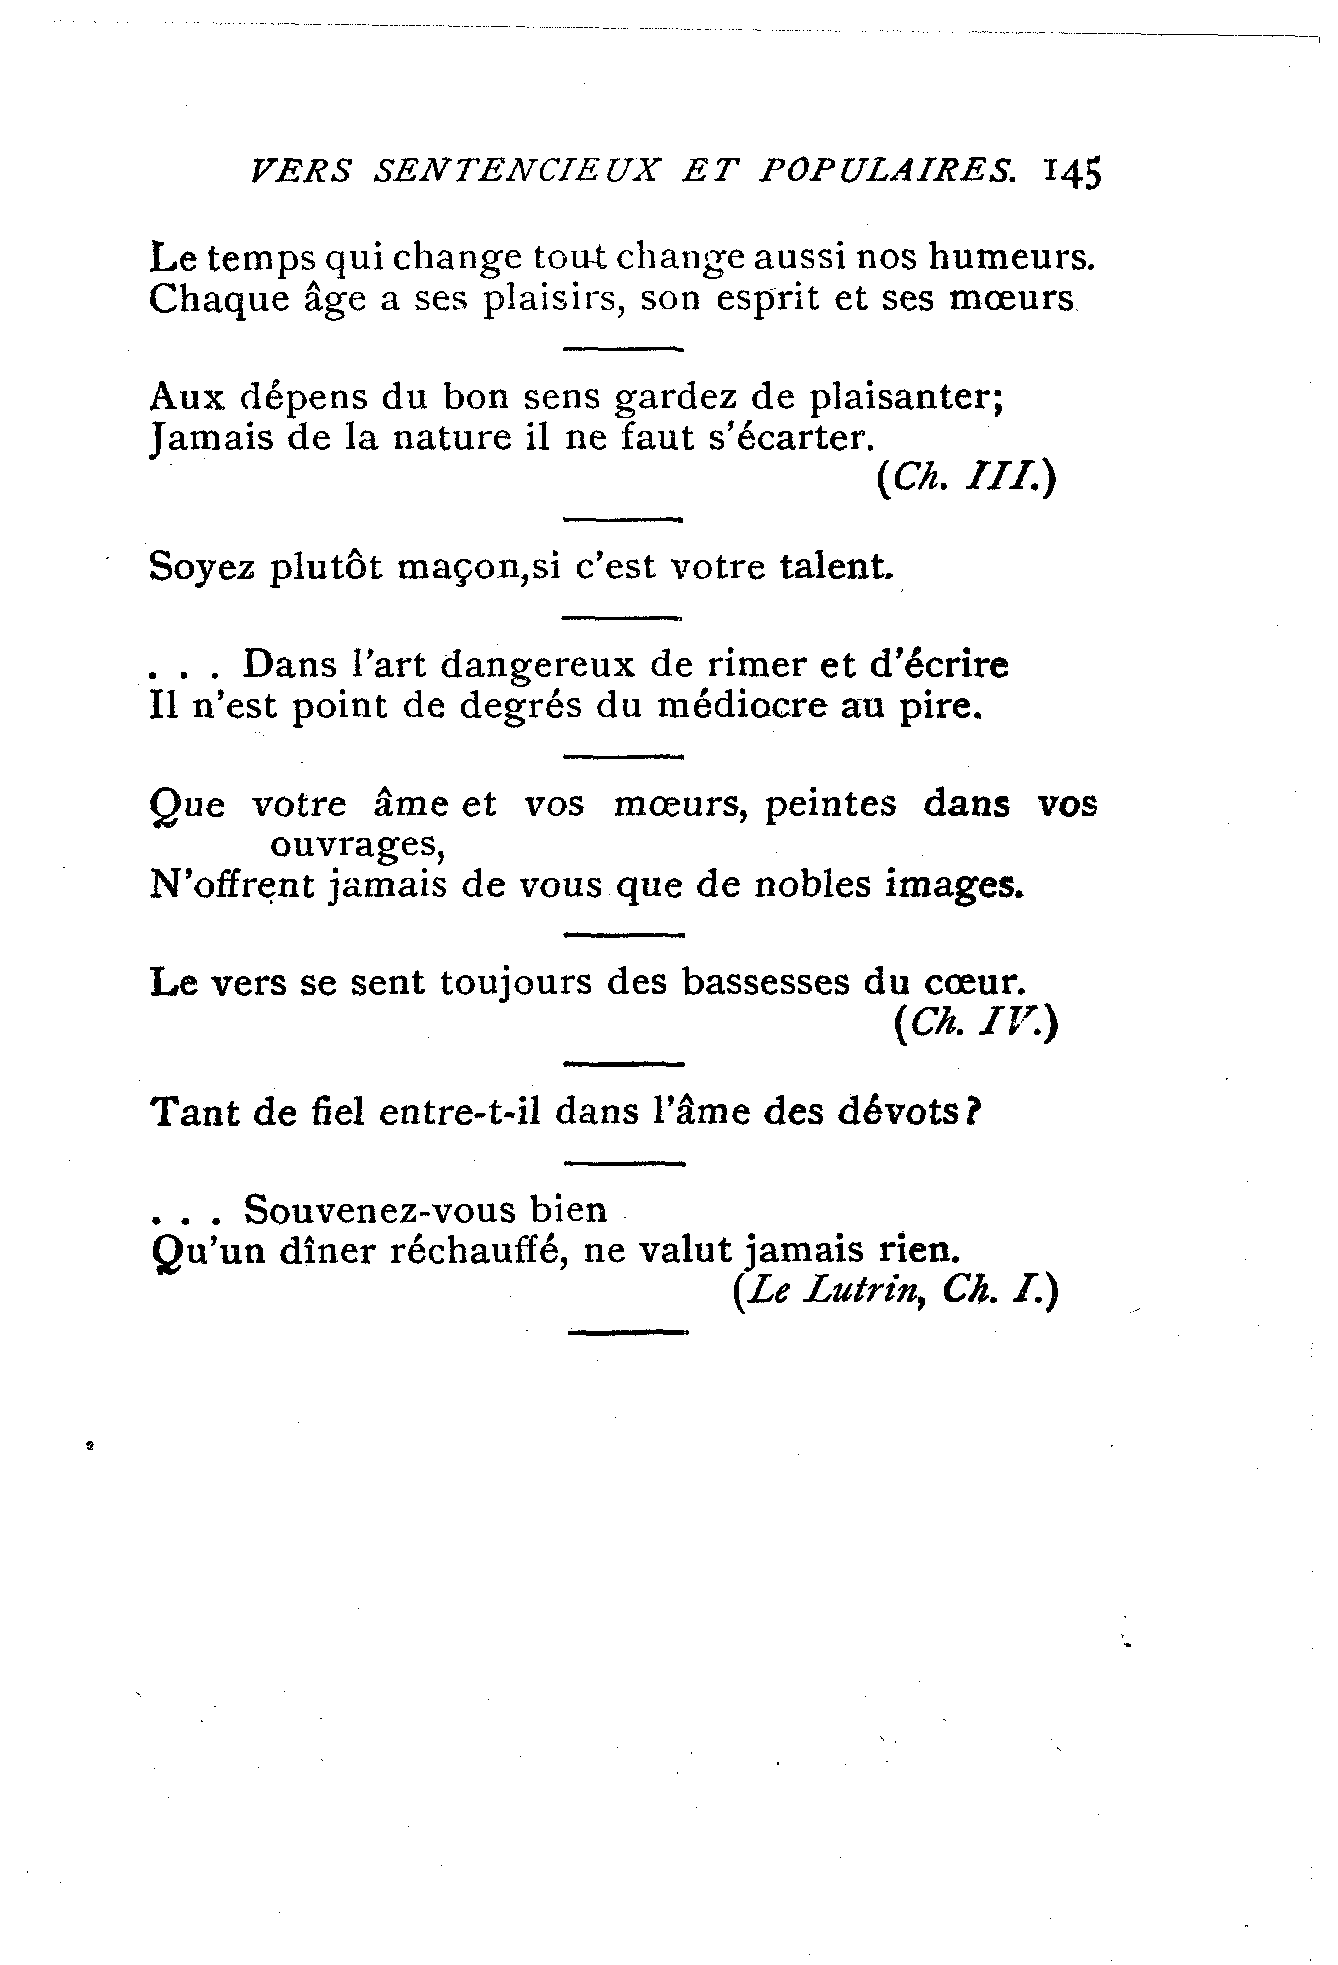 VERS SENTENCIEUX ET POPULAIRES. 145
Le temps qui change tout change aussi nos humeurs.
Chaque âge a ses plaisirs, son esprit et ses mœurs
Aux dépens du bon sens gardez de plaisanter;
Jamais de la nature il ne faut s'écarter.
(Ch. III.)
Soyez plutôt maçon,si c'est votre talent.
. . . Dans l'art dangereux de rimer et d'écrire
Il n'est point de degrés du médiocre au pire.
Que votre âme et vos mœurs, peintes dans vos
ouvrages,
N'offrent jamais de vous que de nobles images.
Le vers se sent toujours des bassesses du cœur.
(Ch. IV.)
Tant de fiel entre-t-il dans l'âme des dévots?
. . . Souvenez-vous bien
Qu'un dîner réchauffé, ne valut jamais rien.
(Le Lutrin, Ch. I.)